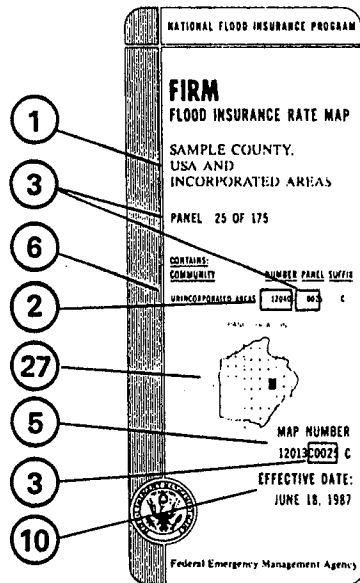 NATIONAL FLOOD INSURANCE PROGRAM
FIRM
FLOOD INSURANCE RATE MAP
1
SAMPLE COUNTY,
USA AND
INCORPORATED AREAS
3
PANEL 25 OF 175
6
CONTAINS:
COMMUNITY NUMBER PANEL SUFFIX
2
UNINCORPORATED AREAS 12040 0025 C
27
5
MAP NUMBER
12013C0025 C
3
EFFECTIVE DATE:
JUNE 18, 1987
10
Federal Emergency Management Agency